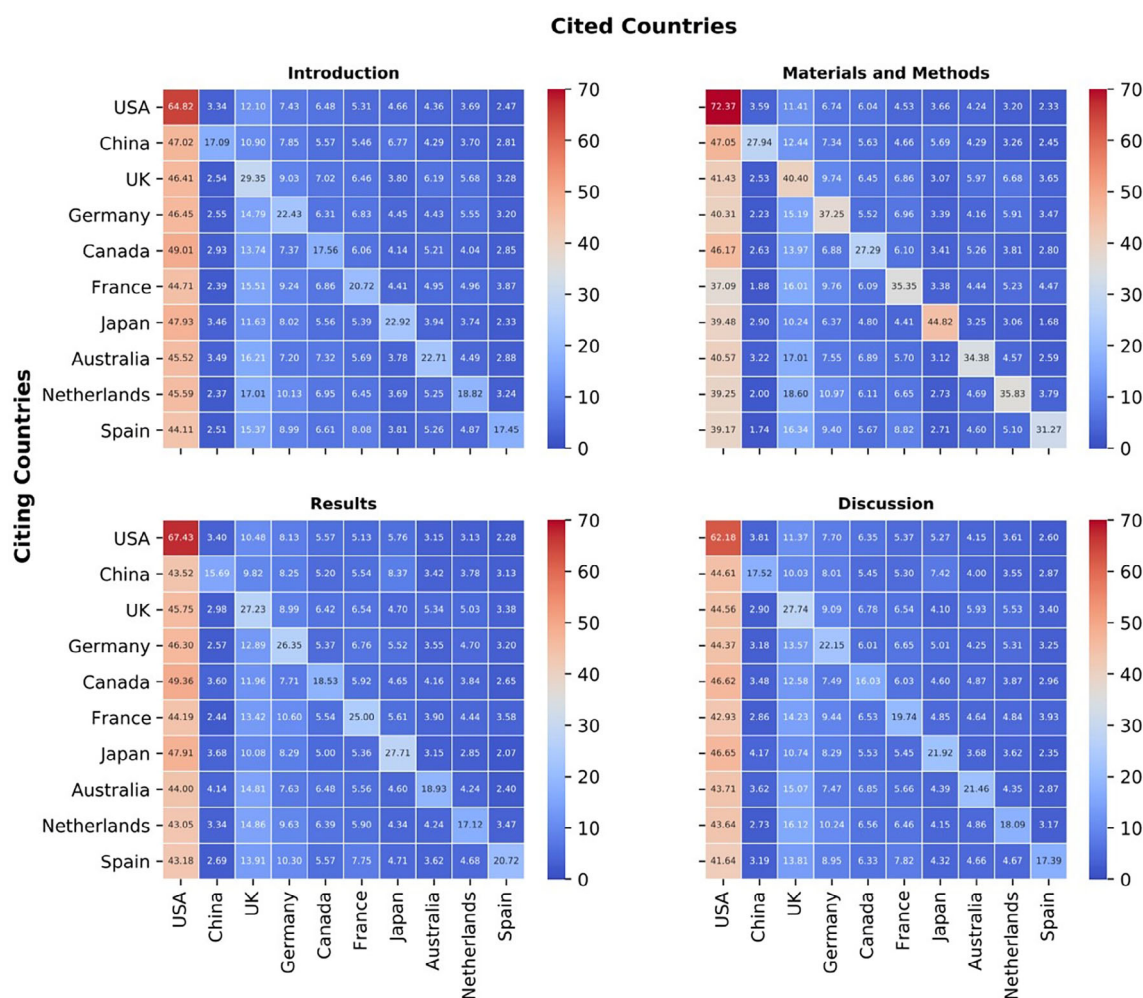 Cited Countries
Citing Countries
Introduction
USA 64.82 3.34 12.10 7.43 6.48 5.31 4.66 4.36 3.69 2.47
China 47.02 17.09 10.90 7.85 5.57 5.46 6.77 4.29 3.70 2.81
UK 46.41 2.54 29.35 9.03 7.02 6.46 3.80 6.19 5.68 3.28
Germany 46.45 2.55 14.79 22.43 6.31 6.83 4.45 4.43 5.55 3.20
Canada 49.01 2.93 13.74 7.37 17.56 6.06 4.14 5.21 4.04 2.85
France 44.71 2.39 15.51 9.24 6.86 20.72 4.41 4.95 4.96 3.87
Japan 47.93 3.46 11.63 8.02 5.56 5.39 22.92 3.94 3.74 2.33
Australia 45.52 3.49 16.21 7.20 7.32 5.69 3.78 22.71 4.49 2.88
Netherlands 45.59 2.37 17.01 10.13 6.95 6.45 3.69 5.25 18.82 3.24
Spain 44.11 2.51 15.37 8.99 6.61 8.08 3.81 5.26 4.87 17.45
70
60
50
40
30
20
10
0
Materials and Methods
72.37 3.59 11.41 6.74 6.04 4.53 3.66 4.24 3.20 2.33
47.05 27.94 12.44 7.34 5.63 4.66 5.69 4.29 3.26 2.45
41.43 2.53 40.40 9.74 6.45 6.86 3.07 5.97 6.68 3.65
40.31 2.23 15.19 37.25 5.52 6.96 3.39 4.16 5.91 3.47
46.17 2.63 13.97 6.88 27.29 6.10 3.41 5.26 3.81 2.80
37.09 1.88 16.01 9.76 6.09 35.35 3.38 4.44 5.23 4.47
39.48 2.90 10.24 6.37 4.80 4.41 44.82 3.25 3.06 1.68
40.57 3.22 17.01 7.55 6.89 5.70 3.12 34.38 4.57 2.59
39.25 2.00 18.60 10.97 6.11 6.65 2.73 4.69 35.83 3.79
39.17 1.74 16.34 9.40 5.67 8.82 2.71 4.60 5.10 31.27
70
60
50
40
30
20
10
0
Results
USA 67.43 3.40 10.48 8.13 5.57 5.13 5.76 3.15 3.13 2.28
China 43.52 15.69 9.82 8.25 5.20 5.54 8.37 3.42 3.78 3.13
UK 45.75 2.98 27.23 8.99 6.42 6.54 4.70 5.34 5.03 3.38
Germany 46.30 2.57 12.89 26.35 5.37 6.76 5.52 3.55 4.70 3.20
Canada 49.36 3.60 11.96 7.71 18.53 5.92 4.65 4.16 3.84 2.65
France 44.19 2.44 13.42 10.60 5.54 25.00 5.61 3.90 4.44 3.58
Japan 47.91 3.68 10.08 8.29 5.00 5.36 27.71 3.15 2.85 2.07
Australia 44.00 4.14 14.81 7.63 6.48 5.56 4.60 18.93 4.24 2.40
Netherlands 43.05 3.34 14.86 9.63 6.39 5.90 4.34 4.24 17.12 3.47
Spain 43.18 2.69 13.91 10.30 5.57 7.75 4.71 3.62 4.68 20.72
USA
China
UK
Germany
Canada
France
Japan
Australia
Netherlands
Spain
70
60
50
40
30
20
10
0
Discussion
62.18 3.81 11.37 7.70 6.35 5.37 5.27 4.15 3.61 2.60
44.61 17.52 10.03 8.01 5.45 5.30 7.42 4.00 3.55 2.87
44.56 2.90 27.74 9.09 6.78 6.54 4.10 5.93 5.53 3.40
44.37 3.18 13.57 22.15 6.01 6.65 5.01 4.25 5.31 3.25
46.62 3.48 12.58 7.49 16.03 6.03 4.60 4.87 3.87 2.96
42.93 2.86 14.23 9.44 6.53 19.74 4.85 4.64 4.84 3.93
46.65 4.17 10.74 8.29 5.53 5.45 21.92 3.68 3.62 2.35
43.71 3.62 15.07 7.47 6.85 5.66 4.39 21.46 4.35 2.87
43.64 2.73 16.12 10.24 6.56 6.46 4.15 4.86 18.09 3.17
41.64 3.19 13.81 8.95 6.33 7.82 4.32 4.66 4.67 17.39
USA
China
UK
Germany
Canada
France
Japan
Australia
Netherlands
Spain
70
60
50
40
30
20
10
0